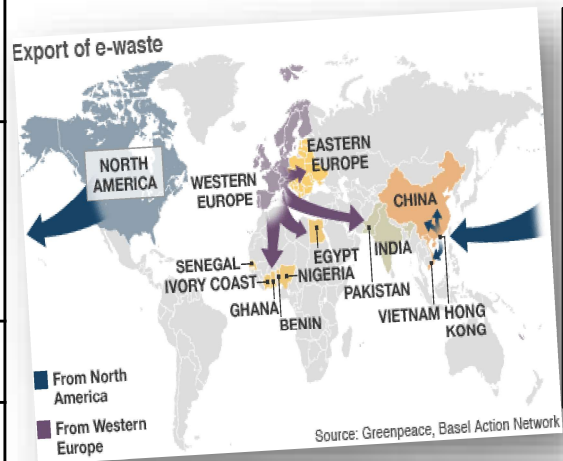 Export of e-waste
NORTH
AMERICA
WESTERN
EUROPE
EASTERN
EUROPE
CHINA
SENEGAL
IVORY COAST
GHANA
BENIN
NIGERIA
EGYPT
INDIA
PAKISTAN
VIETNAM
HONG
KONG
From North
America
From Western
Europe
Source: Greenpeace, Basel Action Network